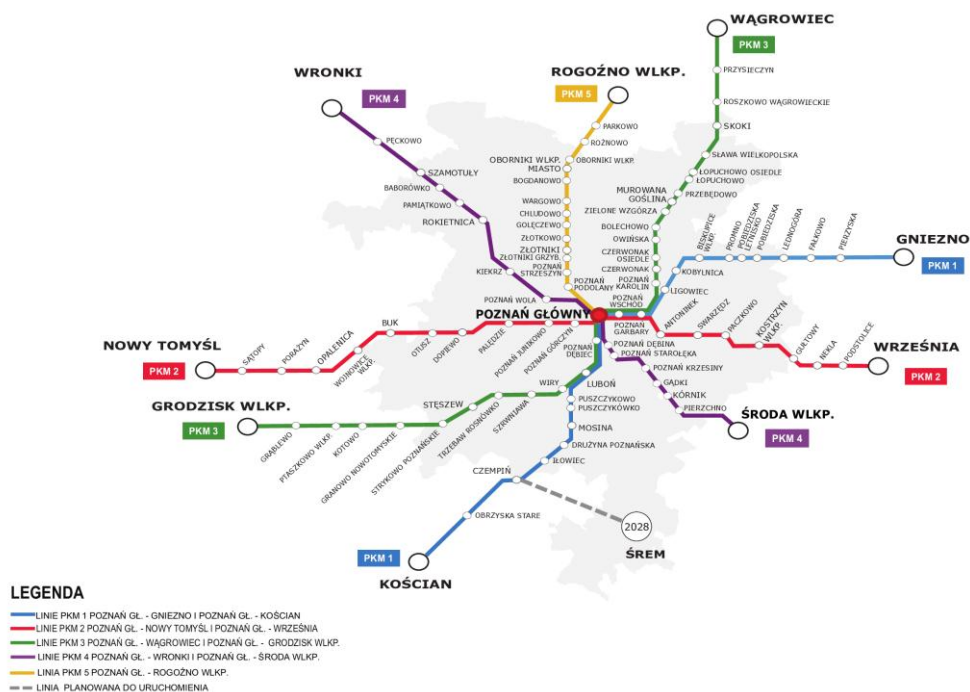 WĄGROWIEC
PKM 3
PRZYSIECZYN
ROSZKOWO WĄGROWIECKIE
SKOKI
SŁAWA WIELKOPOLSKA
ŁOPUCHOWO OSIEDLE
ŁOPUCHOWO
PRZEBĘDOWO
MUROWANA
GOŚLINA
ZIELONE WZGÓRZA
BOLECHOWO
OWIŃSKA
CZERWONAK
OSIEDLE
CZERWONAK
POZNAŃ
KAROLIN
POZNAŃ
WSCHÓD
ROGOŹNO WLKP.
PKM 5
PARKOWO
ROŻNOWO
OBORNIKI WLKP.
OBORNIKI WLKP.
MIASTO
BOGDANOWO
WARGOWO
CHLUDOWO
GOLĘCZEWO
ZŁOTKOWO
ZŁOTNIKI
ZŁOTNIKI GRZYB.
POZNAŃ
STRZESZYN
POZNAŃ
PODOLANY
WRONKI
PKM 4
PĘCKOWO
SZAMOTUŁY
BABORÓWKO
PAMIĄTKOWO
ROKIETNICA
KIEKRZ
POZNAŃ WOLA
POZNAŃ GŁÓWNY
GNIEZNO
PKM 1
PIERZYSKA
FAŁKOWO
LEDNOGÓRA
POBIEDZISKA
POBIEDZISKA
LETNISKO
PROMNO
BISKUPICE
WLKP.
KOBYLNICA
LIGOWIEC
POZNAŃ
GARBARY
ANTONINEK
SWARZĘDZ
PACZKOWO
KOSTRZYN
WLKP.
GUŁTOWY
NEKLA
PODSTOLICE
WRZEŚNIA
PKM 2
NOWY TOMYŚL
PKM 2
SĄTOPY
PORAŻYN
OPALENICA
WOJNOWICE
WLKP.
BUK
OTUSZ
DOPIEWO
PALĘDZIE
POZNAŃ JUNIKOWO
POZNAŃ GÓRCZYN
POZNAŃ
DĘBIEC
POZNAŃ DĘBINA
POZNAŃ STAROŁĘKA
POZNAŃ KRZESINY
GĄDKI
KÓRNIK
PIERZCHNO
ŚRODA WLKP.
PKM 4
GRODZISK WLKP.
PKM 3
GRĄBLEWO
PTASZKOWO WLKP.
KOTOWO
GRANOWO NOWOTOMYSKIE
STRYKOWO POZNAŃSKIE
STĘSZEW
TRZEBAW ROSNÓWKO
SZRWNIAWA
WIRY
LUBOŃ
PUSZCZYKOWO
PUSZCZYKÓWKO
MOSINA
DRUŻYNA POZNAŃSKA
IŁOWIEC
CZEMPIŃ
OBRZYSKA STARE
2028
ŚREM
PKM 1
KOŚCIAN
LEGENDA
LINIE PKM 1 POZNAŃ GŁ. - GNIEZNO I POZNAŃ GŁ. - KOŚCIAN
LINIE PKM 2 POZNAŃ GŁ. - NOWY TOMYŚL I POZNAŃ GŁ. - WRZEŚNIA
LINIE PKM 3 POZNAŃ GŁ. - WĄGROWIEC I POZNAŃ GŁ. - GRODZISK WLKP.
LINIE PKM 4 POZNAŃ GŁ. - WRONKI I POZNAŃ GŁ. - ŚRODA WLKP.
LINIA PKM 5 POZNAŃ GŁ. - ROGOŹNO WLKP.
LINIA PLANOWANA DO URUCHOMIENIA